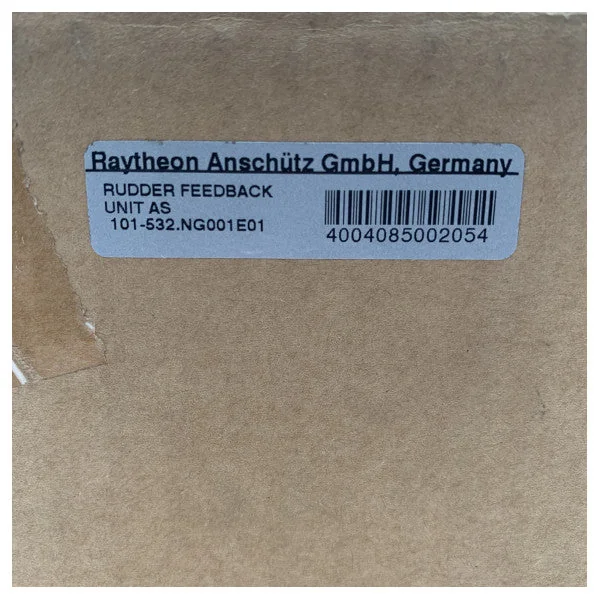 Raytheon Anschütz GmbH, Germany
RUDDER FEEDBACK
UNIT AS
101-532.NG001E01
4004085002054